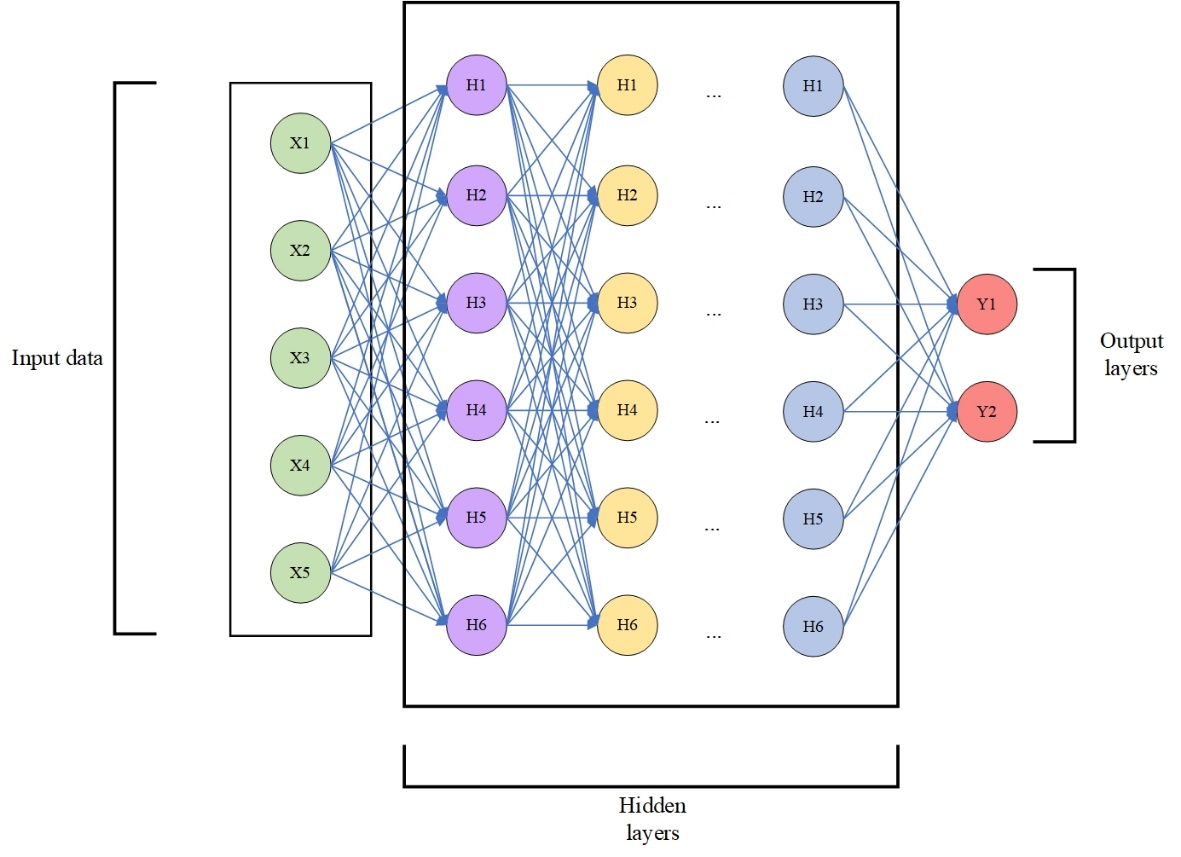 Input data
X1
X2
X3
X4
X5
H1
H2
H3
H4
H5
H6
H1
H2
H3
H4
H5
H6
...
...
...
...
...
...
H1
H2
H3
H4
H5
H6
Y1
Y2
Output
layers
Hidden
layers